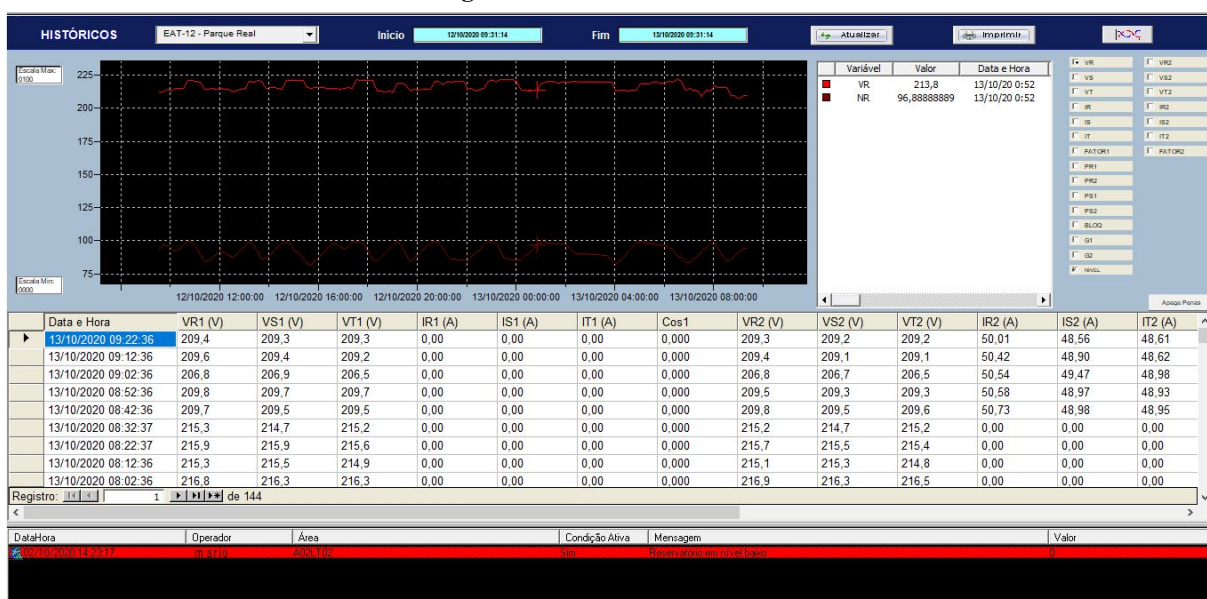 HISTÓRICOS EAT-12 - Parque Real Inicio 12/10/2020 09:31:14 Fim 13/10/2020 09:31:14 Atualizar Imprimir
Escala Max:
0100
225
200
175
150
125
100
75
Escala Min:
0000
12/10/2020 12:00:00 12/10/2020 16:00:00 12/10/2020 20:00:00 13/10/2020 00:00:00 13/10/2020 04:00:00 13/10/2020 08:00:00
Variável Valor Data e Hora
VR 213,8 13/10/20 0:52
NR 96,88888889 13/10/20 0:52
VR VR2
VS VS2
VT VT2
IR IR2
IS IS2
IT IT2
FATOR1 FATOR2
PR1
PR2
PS1
PS2
BLOQ
G1
G2
NIVEL
Apaga Penas
Data e Hora VR1 (V) VS1 (V) VT1 (V) IR1 (A) IS1 (A) IT1 (A) Cos1 VR2 (V) VS2 (V) VT2 (V) IR2 (A) IS2 (A) IT2 (A)
13/10/2020 09:22:36 209,4 209,3 209,3 0,00 0,00 0,00 0,000 209,3 209,2 209,2 50,01 48,56 48,61
13/10/2020 09:12:36 209,6 209,4 209,2 0,00 0,00 0,00 0,000 209,4 209,1 209,1 50,42 48,90 48,62
13/10/2020 09:02:36 206,8 206,9 206,5 0,00 0,00 0,00 0,000 206,8 206,7 206,5 50,54 49,47 48,98
13/10/2020 08:52:36 209,8 209,7 209,7 0,00 0,00 0,00 0,000 209,5 209,3 209,3 50,58 48,97 48,93
13/10/2020 08:42:36 209,7 209,5 209,5 0,00 0,00 0,00 0,000 209,8 209,5 209,6 50,73 48,98 48,95
13/10/2020 08:32:37 215,3 214,7 215,2 0,00 0,00 0,00 0,000 215,2 214,7 215,2 0,00 0,00 0,00
13/10/2020 08:22:37 215,9 215,9 215,6 0,00 0,00 0,00 0,000 215,7 215,5 215,4 0,00 0,00 0,00
13/10/2020 08:12:36 215,3 215,5 214,9 0,00 0,00 0,00 0,000 215,1 215,3 214,8 0,00 0,00 0,00
13/10/2020 08:02:36 216,8 216,3 216,3 0,00 0,00 0,00 0,000 216,9 216,3 216,5 0,00 0,00 0,00
Registro: 1 de 144
DataHora Operador Área Condição Ativa Mensagem Valor
02/10/2020 14:23:17 mario A02LT02 Sim Reservatório em nível baixo 0